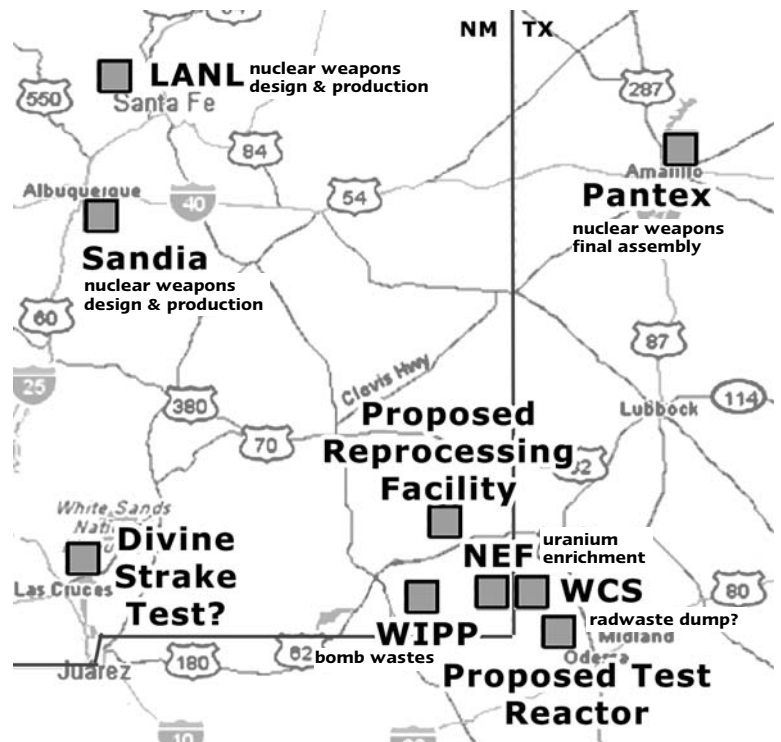 NM TX
LANL nuclear weapons
design & production
Santa Fe
550
287
84
Albuquerque
40
54
Amarillo
Pantex
nuclear weapons
final assembly
Sandia
nuclear weapons
design & production
60
87
25
Clovis Hwy
380
114
Lubbock
Proposed
Reprocessing
Facility
70
White Sands
Divine
Strake
Test?
NEF
uranium
enrichment
Las Cruces
WCS
80
WIPP
radwaste dump?
Midland
Odessa
62
bomb wastes
Juarez
180
Proposed Test
Reactor
10